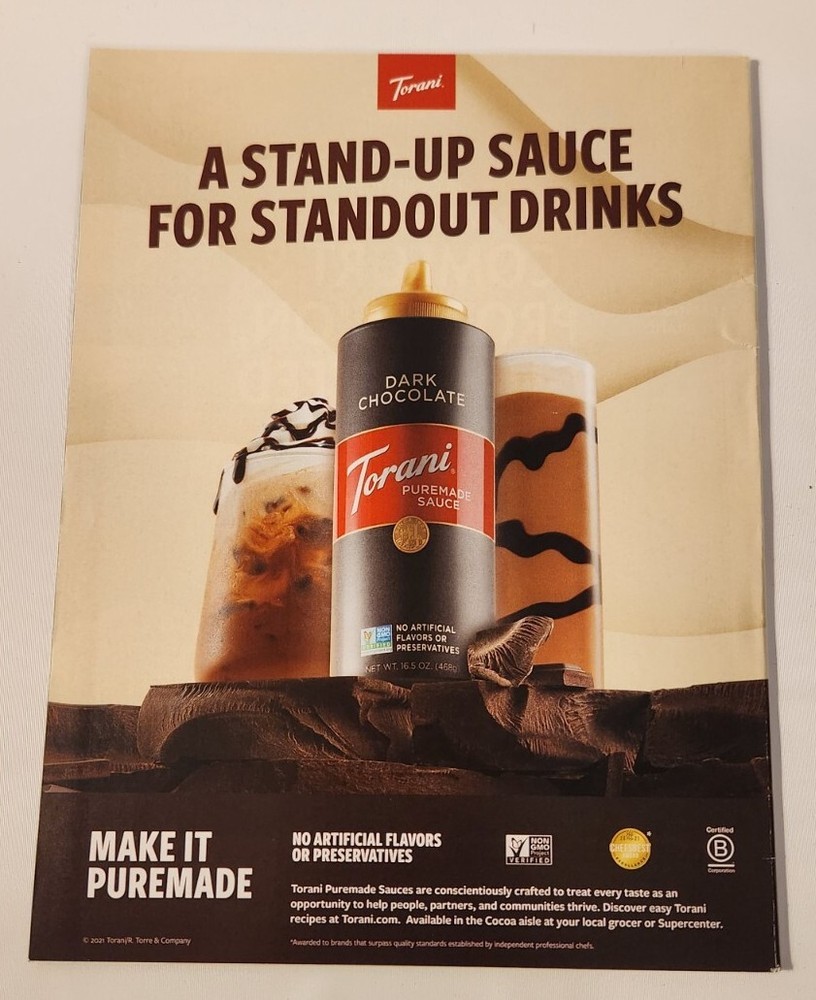 Torani
A STAND-UP SAUCE
FOR STANDOUT DRINKS
DARK
CHOCOLATE
Torani
PUREMADE
SAUCE
NON
GMO
Project
VERIFIED
NO ARTIFICIAL
FLAVORS OR
PRESERVATIVES
NET WT. 16.5 OZ. (468g)
MAKE IT
PUREMADE
NO ARTIFICIAL FLAVORS
OR PRESERVATIVES
NON
GMO
Project
VERIFIED
CHEFSBEST
Certified
B
Corporation
Torani Puremade Sauces are conscientiously crafted to treat every taste as an
opportunity to help people, partners, and communities thrive. Discover easy Torani
recipes at Torani.com. Available in the Cocoa aisle at your local grocer or Supercenter.
© 2021 Torani/R. Torre & Company
*Awarded to brands that surpass quality standards established by independent professional chefs.